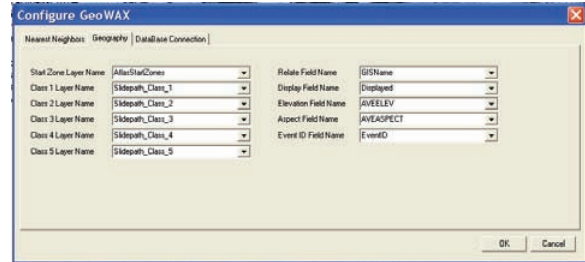 Configure GeoWAX
Nearest Neighbors Geography DataBase Connection
Start Zone Layer Name AtlasStartZones Relate Field Name GISName
Class 1 Layer Name Slidepath_Class_1 Display Field Name Displayed
Class 2 Layer Name Slidepath_Class_2 Elevation Field Name AVEELEV
Class 3 Layer Name Slidepath_Class_3 Aspect Field Name AVEASPECT
Class 4 Layer Name Slidepath_Class_4 Event ID Field Name EventID
Class 5 Layer Name Slidepath_Class_5
OK Cancel